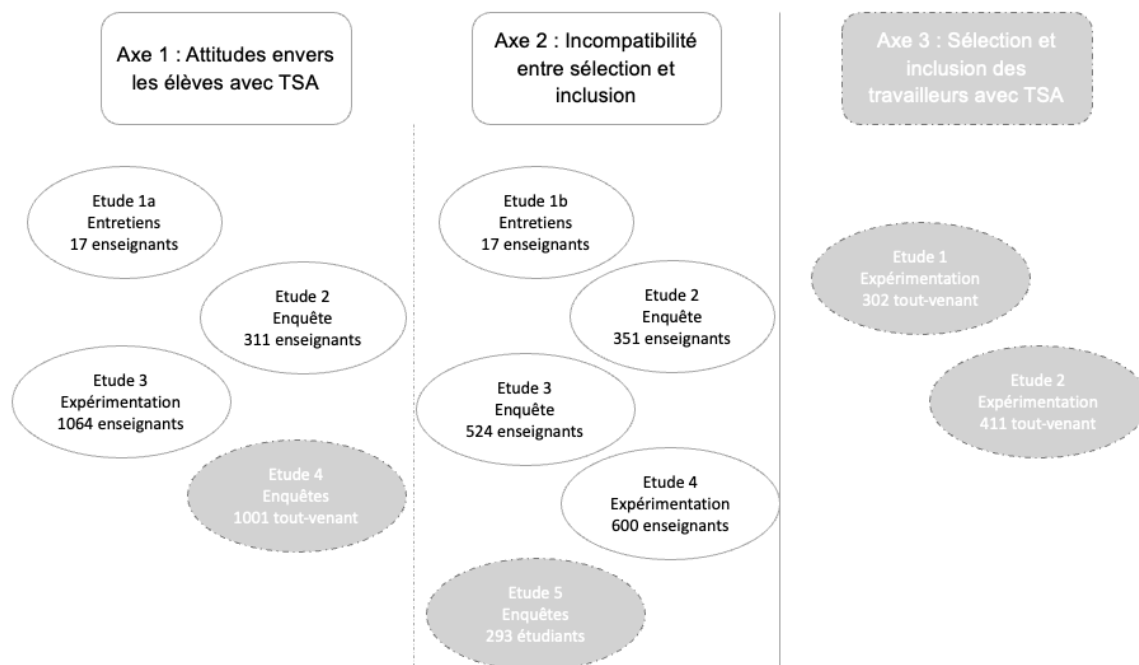 Axe 1 : Attitudes envers
les élèves avec TSA
Axe 2 : Incompatibilité
entre sélection et
inclusion
Axe 3 : Sélection et
inclusion des
travailleurs avec TSA
Etude 1a
Entretiens
17 enseignants
Etude 2
Enquête
311 enseignants
Etude 3
Expérimentation
1064 enseignants
Etude 4
Enquêtes
1001 tout-venant
Etude 1b
Entretiens
17 enseignants
Etude 2
Enquête
351 enseignants
Etude 3
Enquête
524 enseignants
Etude 4
Expérimentation
600 enseignants
Etude 5
Enquêtes
293 étudiants
Etude 1
Expérimentation
302 tout-venant
Etude 2
Expérimentation
411 tout-venant